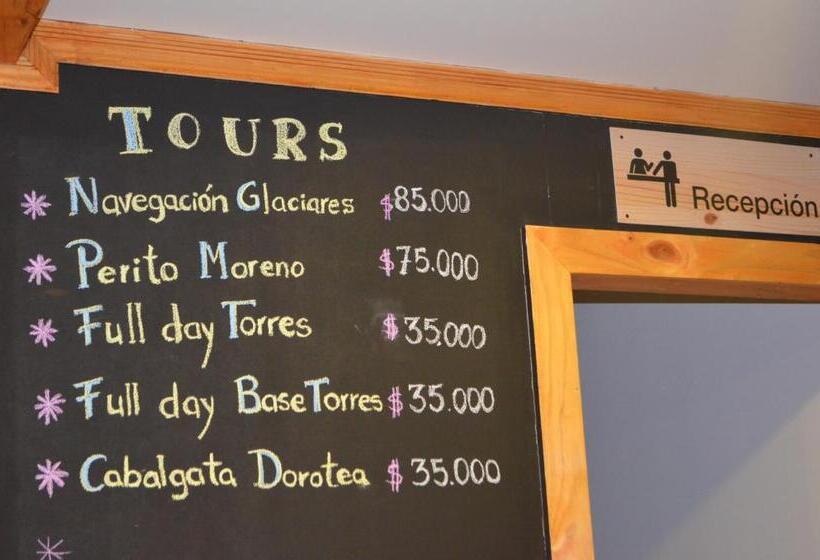 TOURS
Recepción
* Navegación Glaciares $85.000
* Perito Moreno $75.000
* Full day Torres $35.000
* Full day Base Torres $35.000
* Cabalgata Dorotea $35.000
*